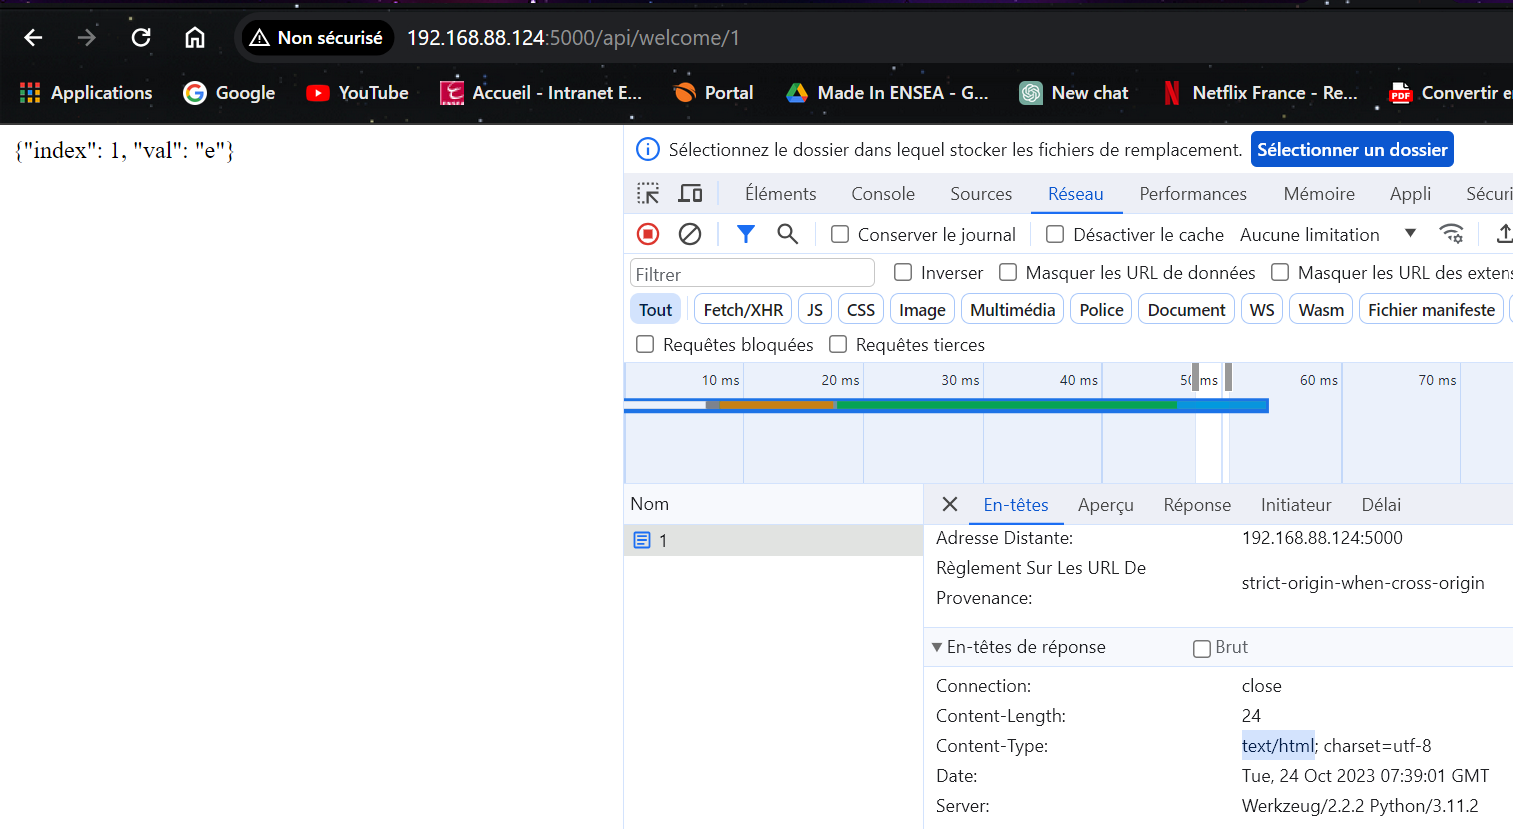 Non sécurisé 192.168.88.124:5000/api/welcome/1
Applications Google YouTube Accueil - Intranet E... Portal Made In ENSEA - G... New chat Netflix France - Re... Convertir e
{"index": 1, "val": "e"}
Sélectionnez le dossier dans lequel stocker les fichiers de remplacement. Sélectionner un dossier
Éléments Console Sources Réseau Performances Mémoire Appli Sécuri
Conserver le journal Désactiver le cache Aucune limitation
Filtrer Inverser Masquer les URL de données Masquer les URL des exten
Tout Fetch/XHR JS CSS Image Multimédia Police Document WS Wasm Fichier manifeste
Requêtes bloquées Requêtes tierces
10 ms 20 ms 30 ms 40 ms 50 ms 60 ms 70 ms
Nom
1
En-têtes Aperçu Réponse Initiateur Délai
Adresse Distante: 192.168.88.124:5000
Règlement Sur Les URL De
Provenance: strict-origin-when-cross-origin
En-têtes de réponse Brut
Connection: close
Content-Length: 24
Content-Type: text/html; charset=utf-8
Date: Tue, 24 Oct 2023 07:39:01 GMT
Server: Werkzeug/2.2.2 Python/3.11.2